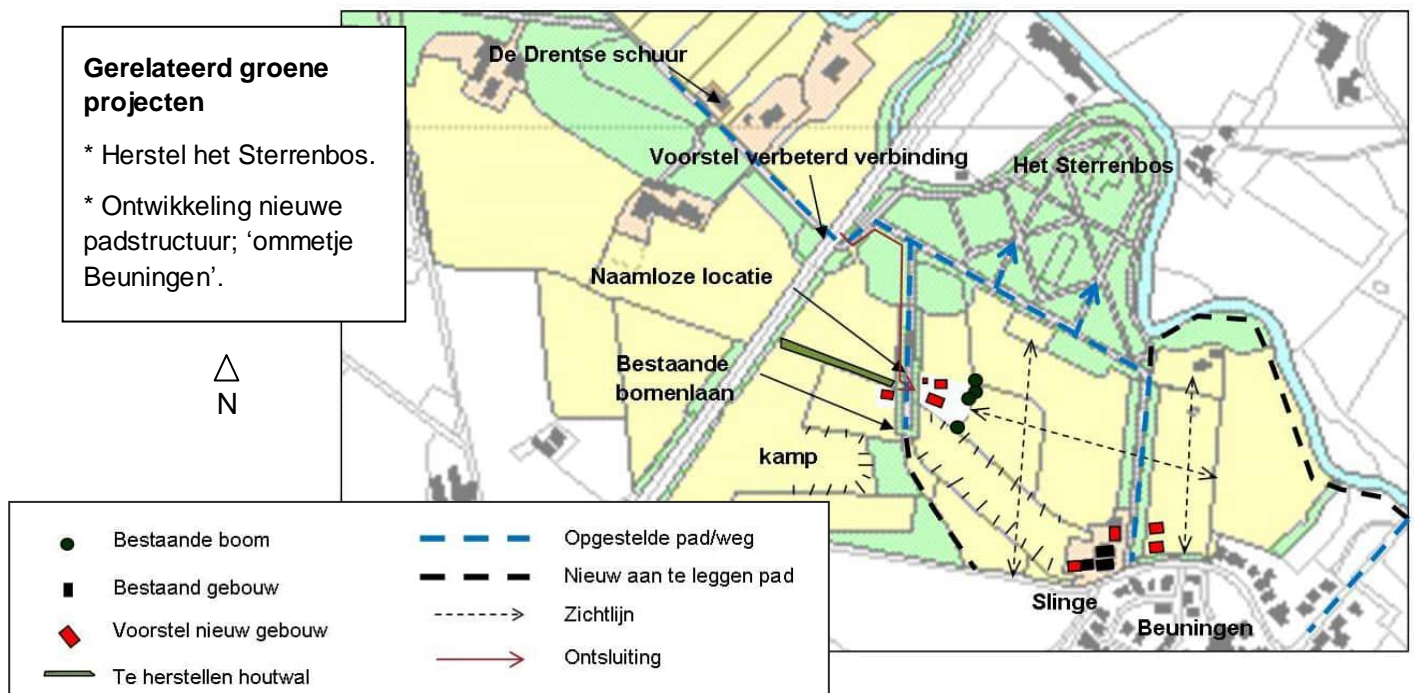 Gerelateerd groene
projecten
* Herstel het Sterrenbos.
* Ontwikkeling nieuwe
padstructuur; ‘ommetje
Beuningen’.
N
De Drentse schuur
Voorstel verbeterd verbinding
Het Sterrenbos
Naamloze locatie
Bestaande
bomenlaan
kamp
Slinge
Beuningen
Bestaande boom
Bestaand gebouw
Voorstel nieuw gebouw
Te herstellen houtwal
Opgestelde pad/weg
Nieuw aan te leggen pad
Zichtlijn
Ontsluiting